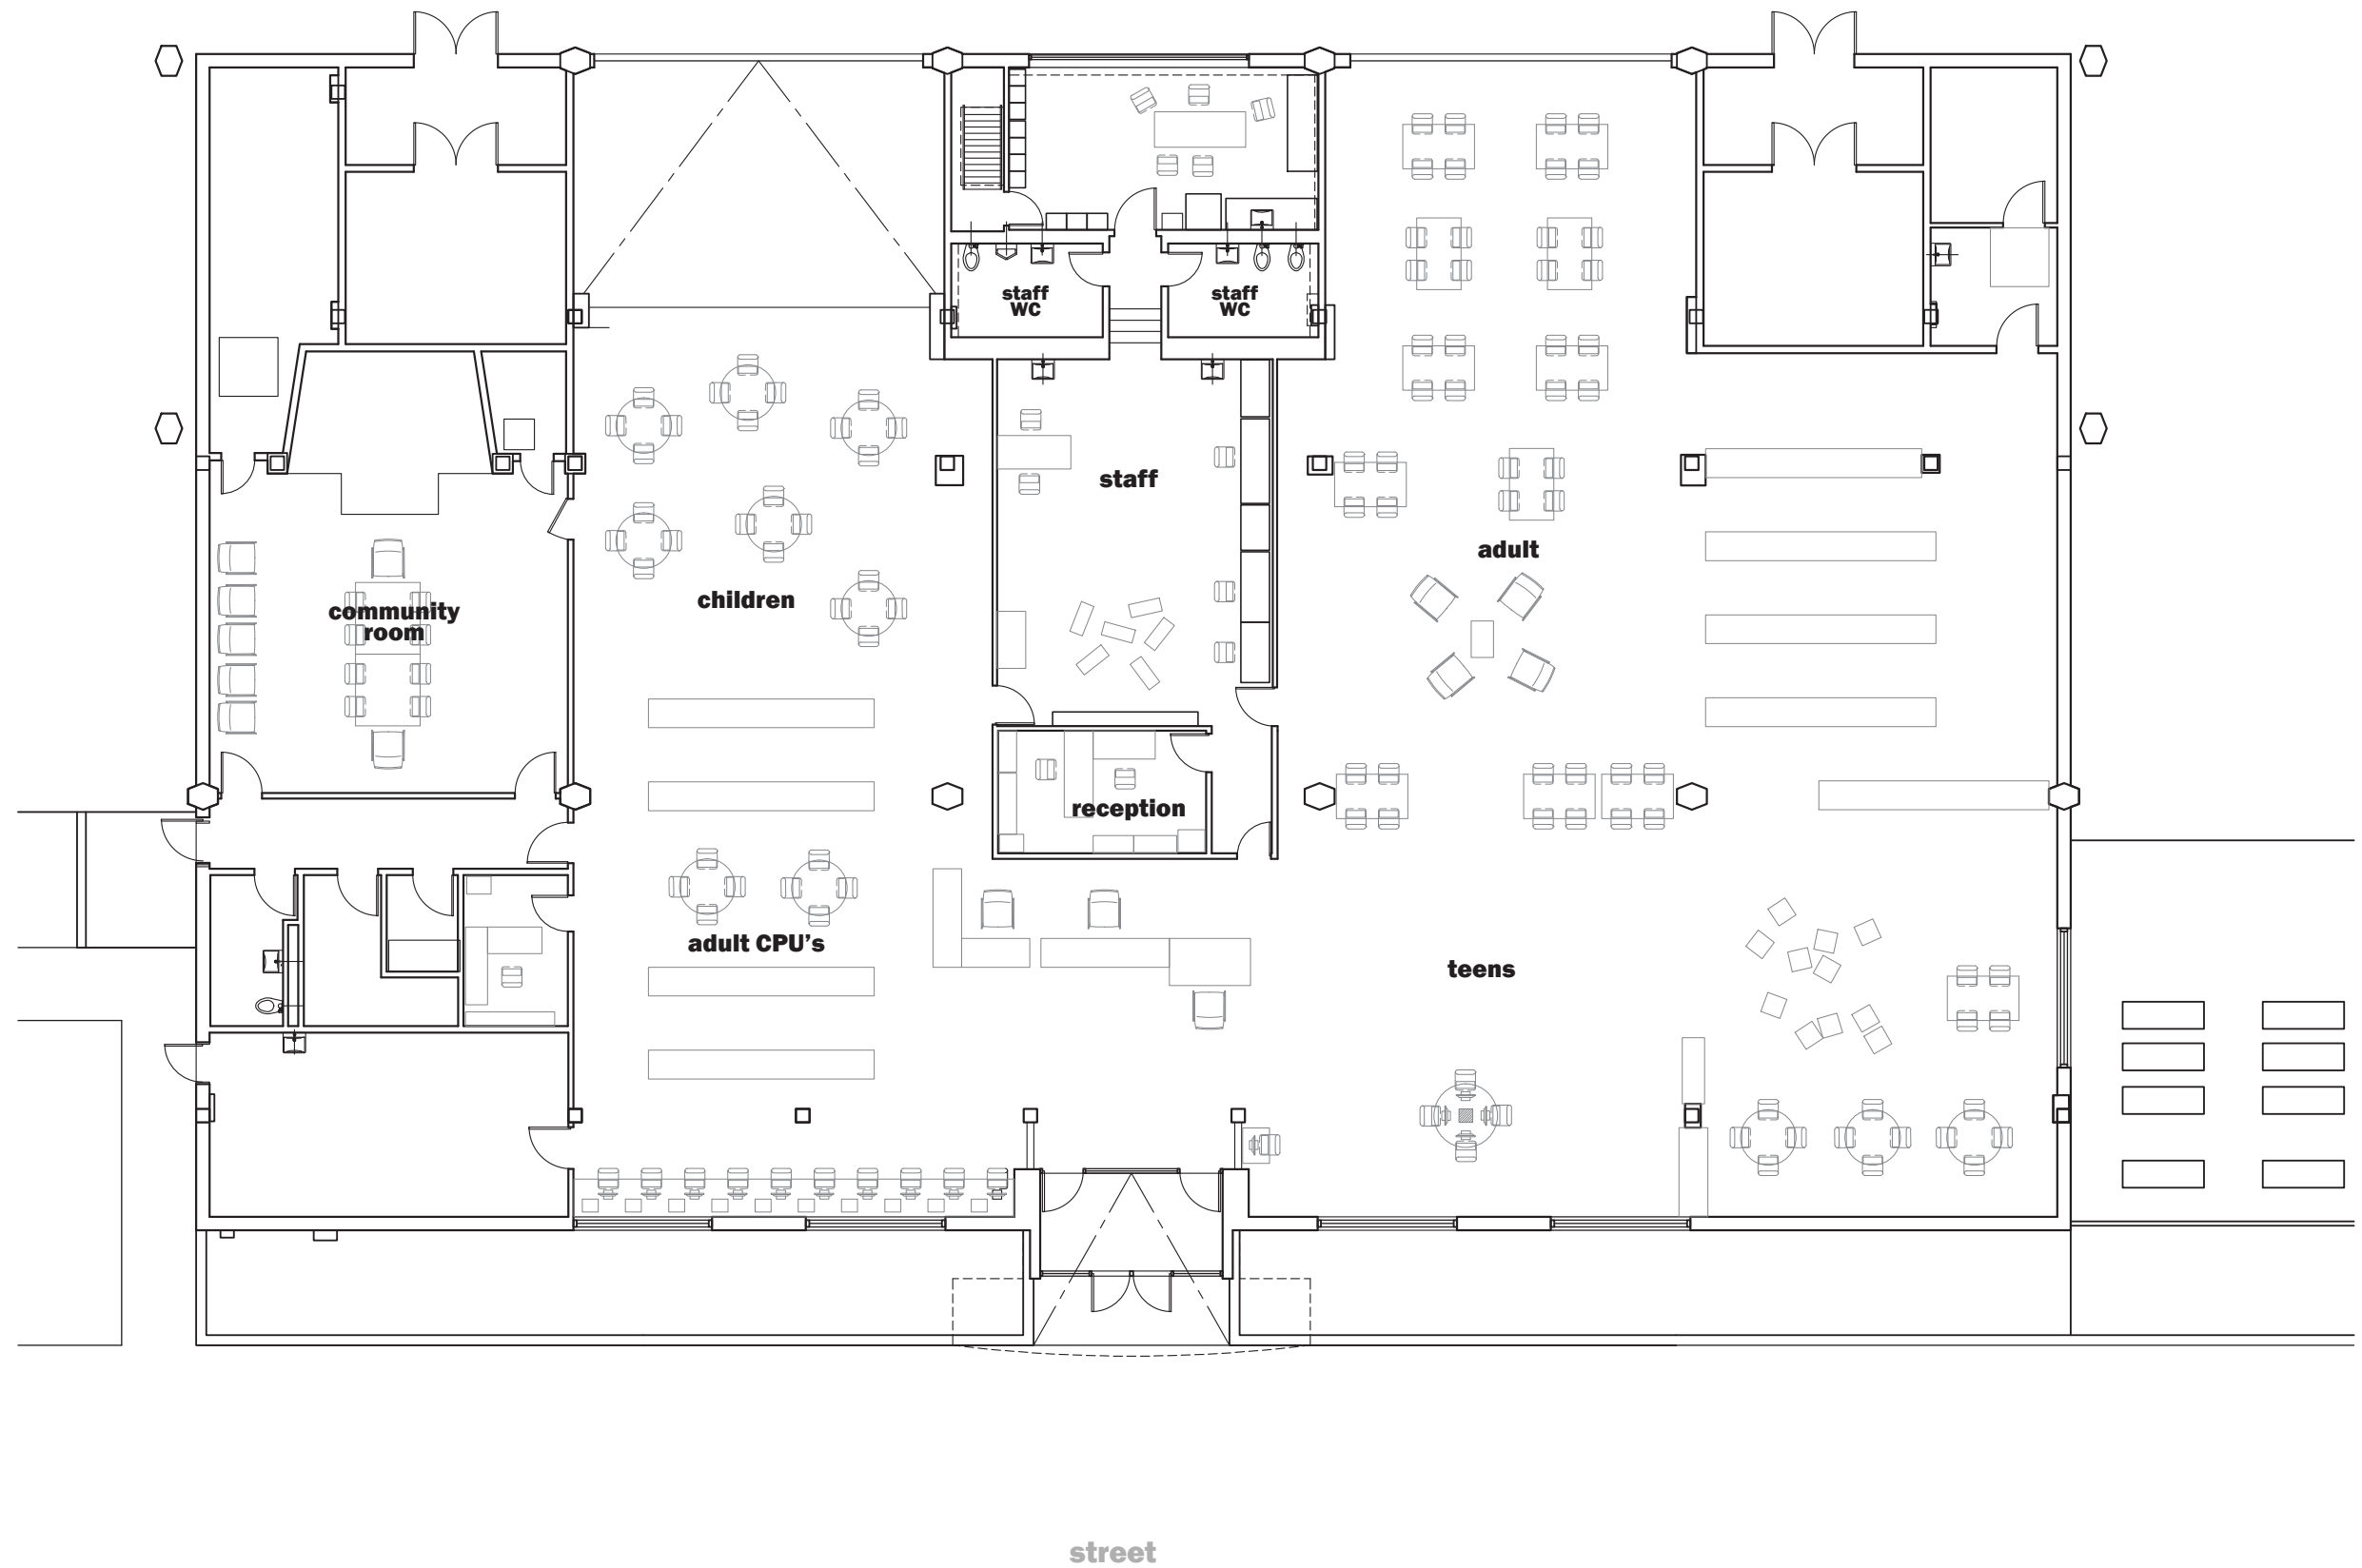 staff
WC
staff
WC
staff
adult
children
community
room
reception
adult CPU's
teens
street